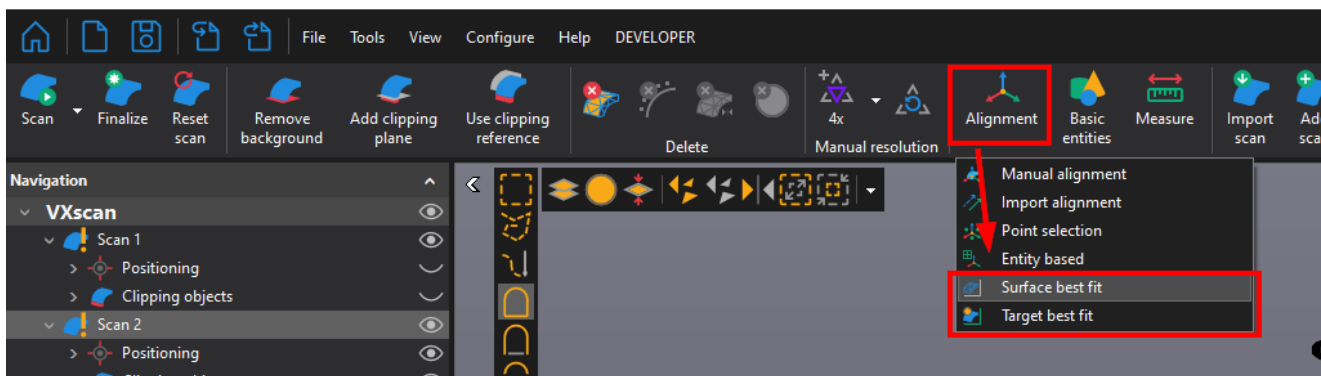 File Tools View Configure Help DEVELOPER
Scan
Finalize
Reset
scan
Remove
background
Add clipping
plane
Use clipping
reference
Delete
4x
Manual resolution
Alignment
Basic
entities
Measure
Import
scan
Navigation
VXscan
Scan 1
Positioning
Clipping objects
Scan 2
Positioning
Manual alignment
Import alignment
Point selection
Entity based
Surface best fit
Target best fit